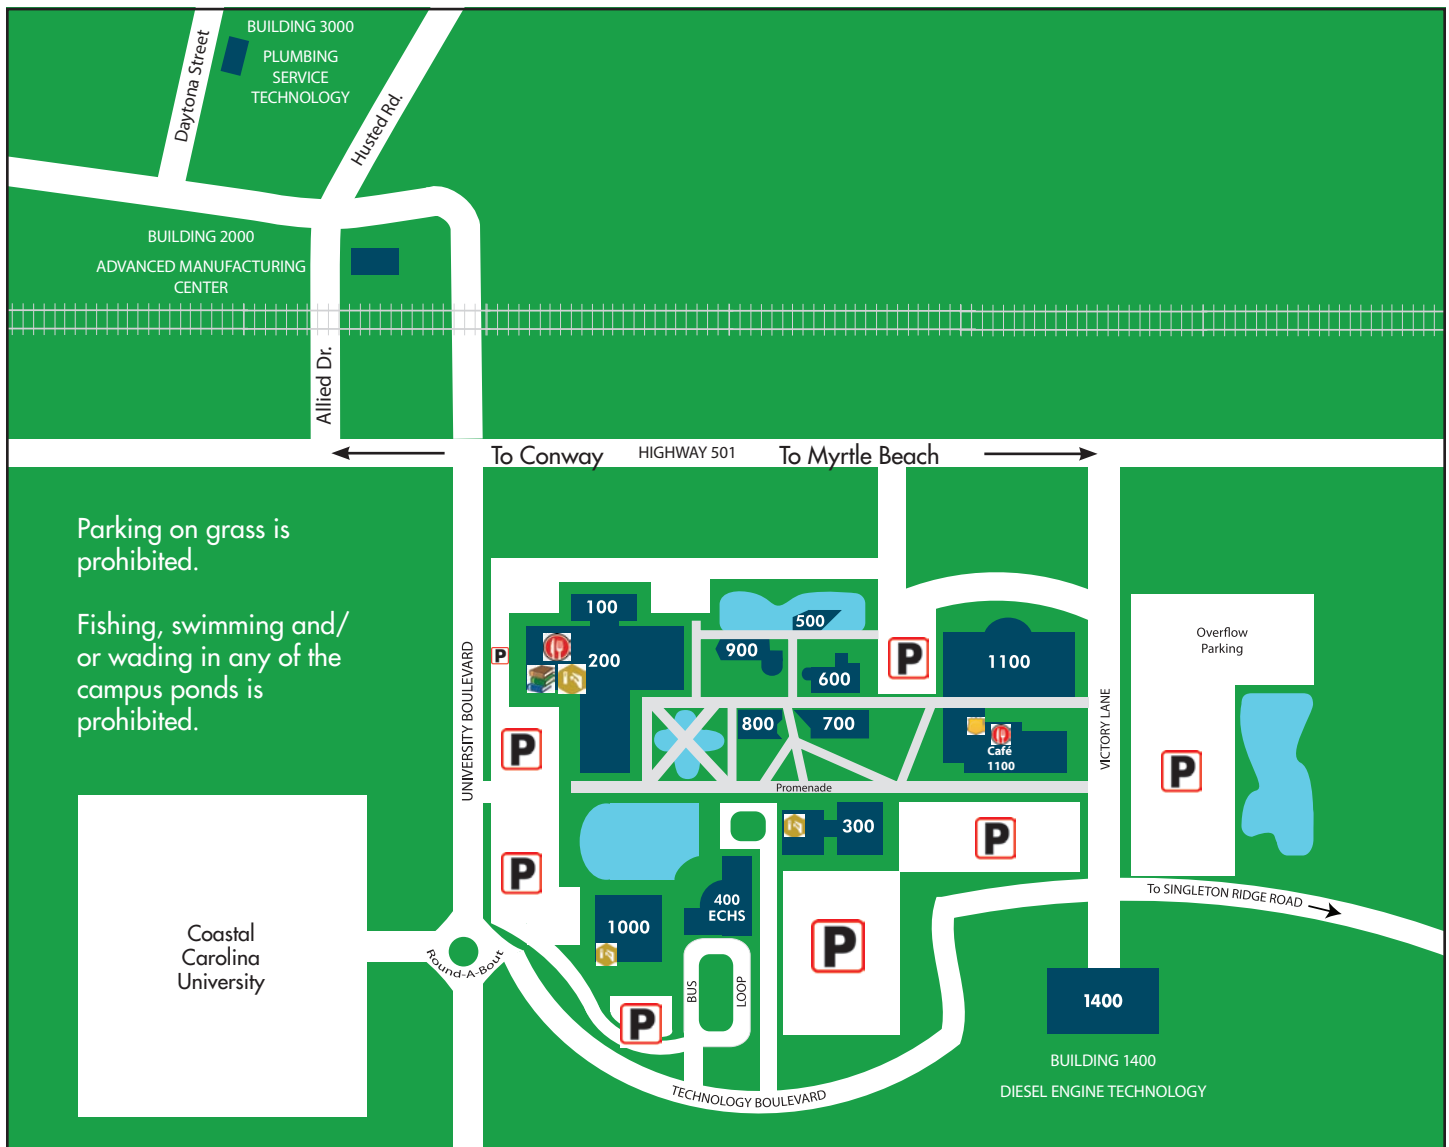 BUILDING 3000
PLUMBING
SERVICE
TECHNOLOGY
Daytona Street
Husted Rd.
BUILDING 2000
ADVANCED MANUFACTURING
CENTER
Allied Dr.
To Conway
HIGHWAY 501
To Myrtle Beach
Parking on grass is
prohibited.
Fishing, swimming and/
or wading in any of the
campus ponds is
prohibited.
UNIVERSITY BOULEVARD
100
200
P
500
900
600
P
1100
Overflow
Parking
800
700
Café
1100
VICTORY LANE
P
P
Promenade
P
300
P
400
ECHS
1000
To SINGLETON RIDGE ROAD
Coastal
Carolina
University
Round-A-Bout
P
BUS
LOOP
P
1400
BUILDING 1400
DIESEL ENGINE TECHNOLOGY
TECHNOLOGY BOULEVARD